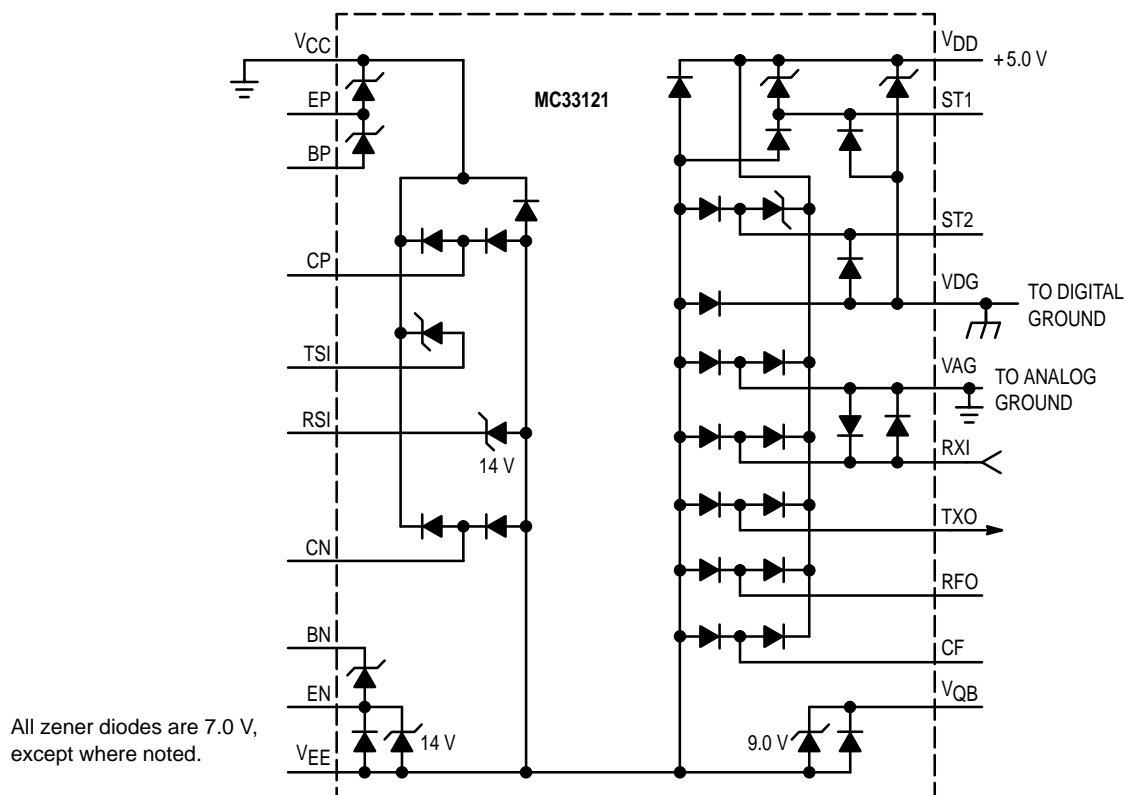 VCC
EP
BP
CP
TSI
RSI
14 V
CN
BN
EN
14 V
VEE
All zener diodes are 7.0 V,
except where noted.
MC33121
VDD
+5.0 V
ST1
ST2
VDG
TO DIGITAL
GROUND
VAG
TO ANALOG
GROUND
RXI
TXO
RFO
CF
VQB
9.0 V